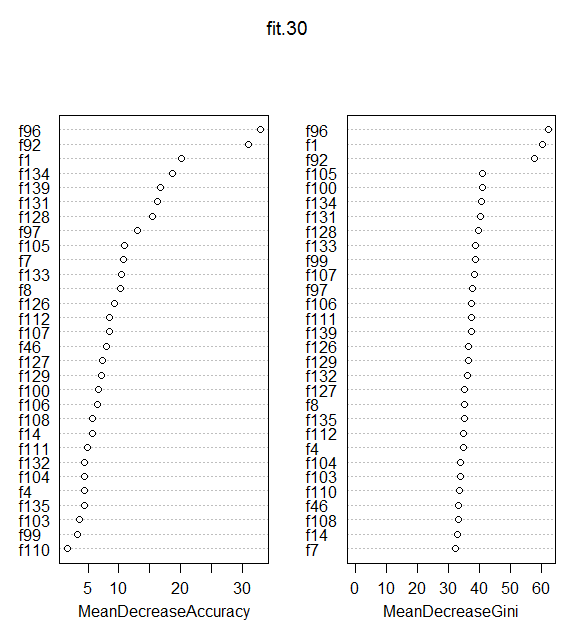 fit.30
f96
f92
f1
f134
f139
f131
f128
f97
f105
f7
f133
f8
f126
f112
f107
f46
f127
f129
f100
f106
f108
f14
f111
f132
f104
f4
f135
f103
f99
f110
5 10 20 30
MeanDecreaseAccuracy
f96
f1
f92
f105
f100
f134
f131
f128
f133
f99
f107
f97
f106
f111
f139
f126
f129
f132
f127
f8
f135
f112
f4
f104
f103
f110
f46
f108
f14
f7
0 10 20 30 40 50 60
MeanDecreaseGini